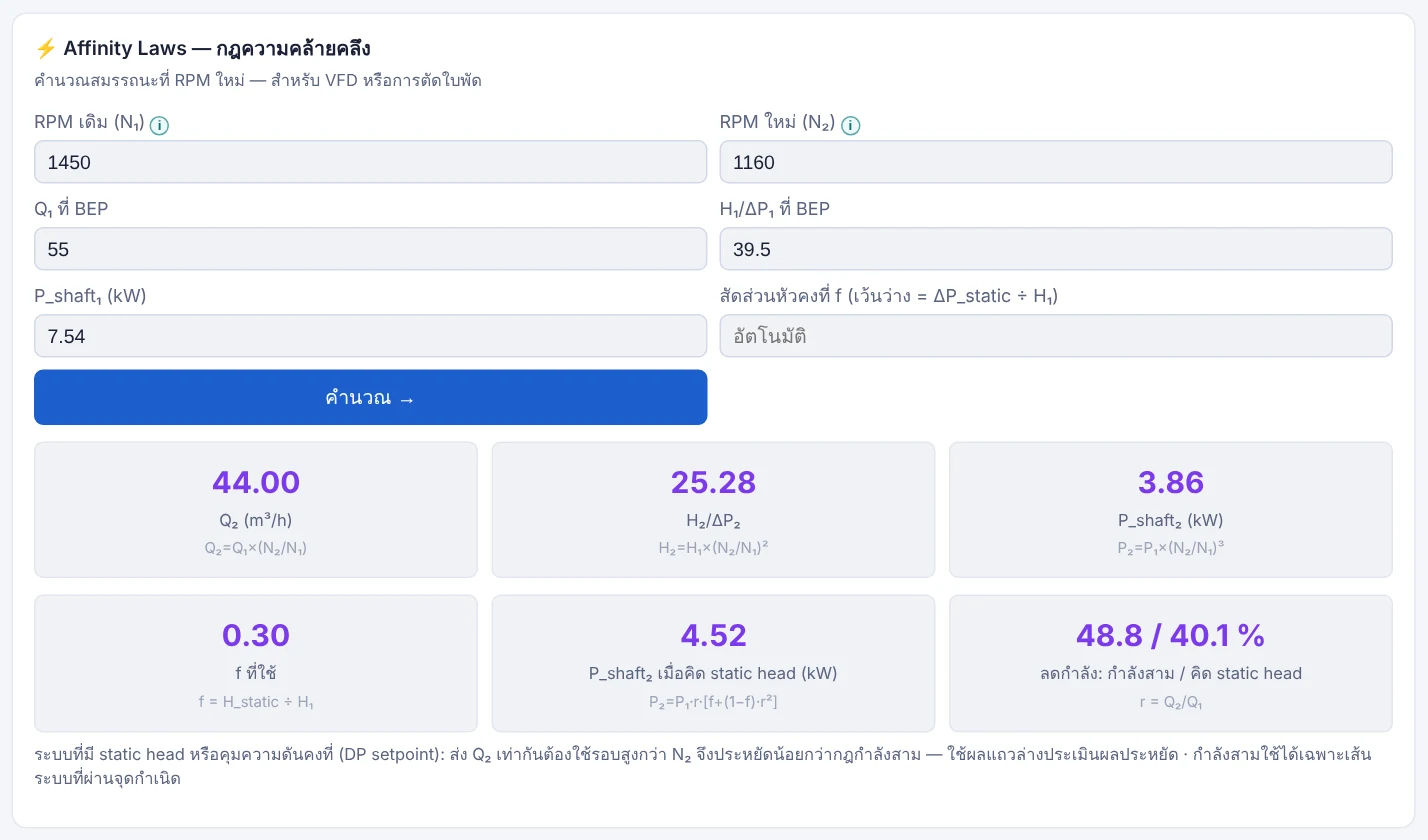 ⚡ Affinity Laws — กฎความคล้ายคลึง
คำนวณสมรรถนะที่ RPM ใหม่ — สำหรับ VFD หรือการตัดใบพัด
RPM เดิม (N₁) i
RPM ใหม่ (N₂) i
1450
1160
Q₁ ที่ BEP
H₁/ΔP₁ ที่ BEP
55
39.5
P_shaft₁ (kW)
สัดส่วนหัวคงที่ f (เว้นว่าง = ΔP_static ÷ H₁)
7.54
อัตโนมัติ
คำนวณ →
44.00
Q₂ (m³/h)
Q₂=Q₁×(N₂/N₁)
25.28
H₂/ΔP₂
H₂=H₁×(N₂/N₁)²
3.86
P_shaft₂ (kW)
P₂=P₁×(N₂/N₁)³
0.30
f ที่ใช้
f = H_static ÷ H₁
4.52
P_shaft₂ เมื่อคิด static head (kW)
P₂=P₁·r·[f+(1−f)·r²]
48.8 / 40.1 %
ลดกำลัง: กำลังสาม / คิด static head
r = Q₂/Q₁
ระบบที่มี static head หรือคุมความดันคงที่ (DP setpoint): ส่ง Q₂ เท่ากันต้องใช้รอบสูงกว่า N₂ จึงประหยัดน้อยกว่ากฎกำลังสาม — ใช้ผลแถวล่างประเมินผลประหยัด · กำลังสามใช้ได้เฉพาะเส้น
ระบบที่ผ่านจุดกำเนิด